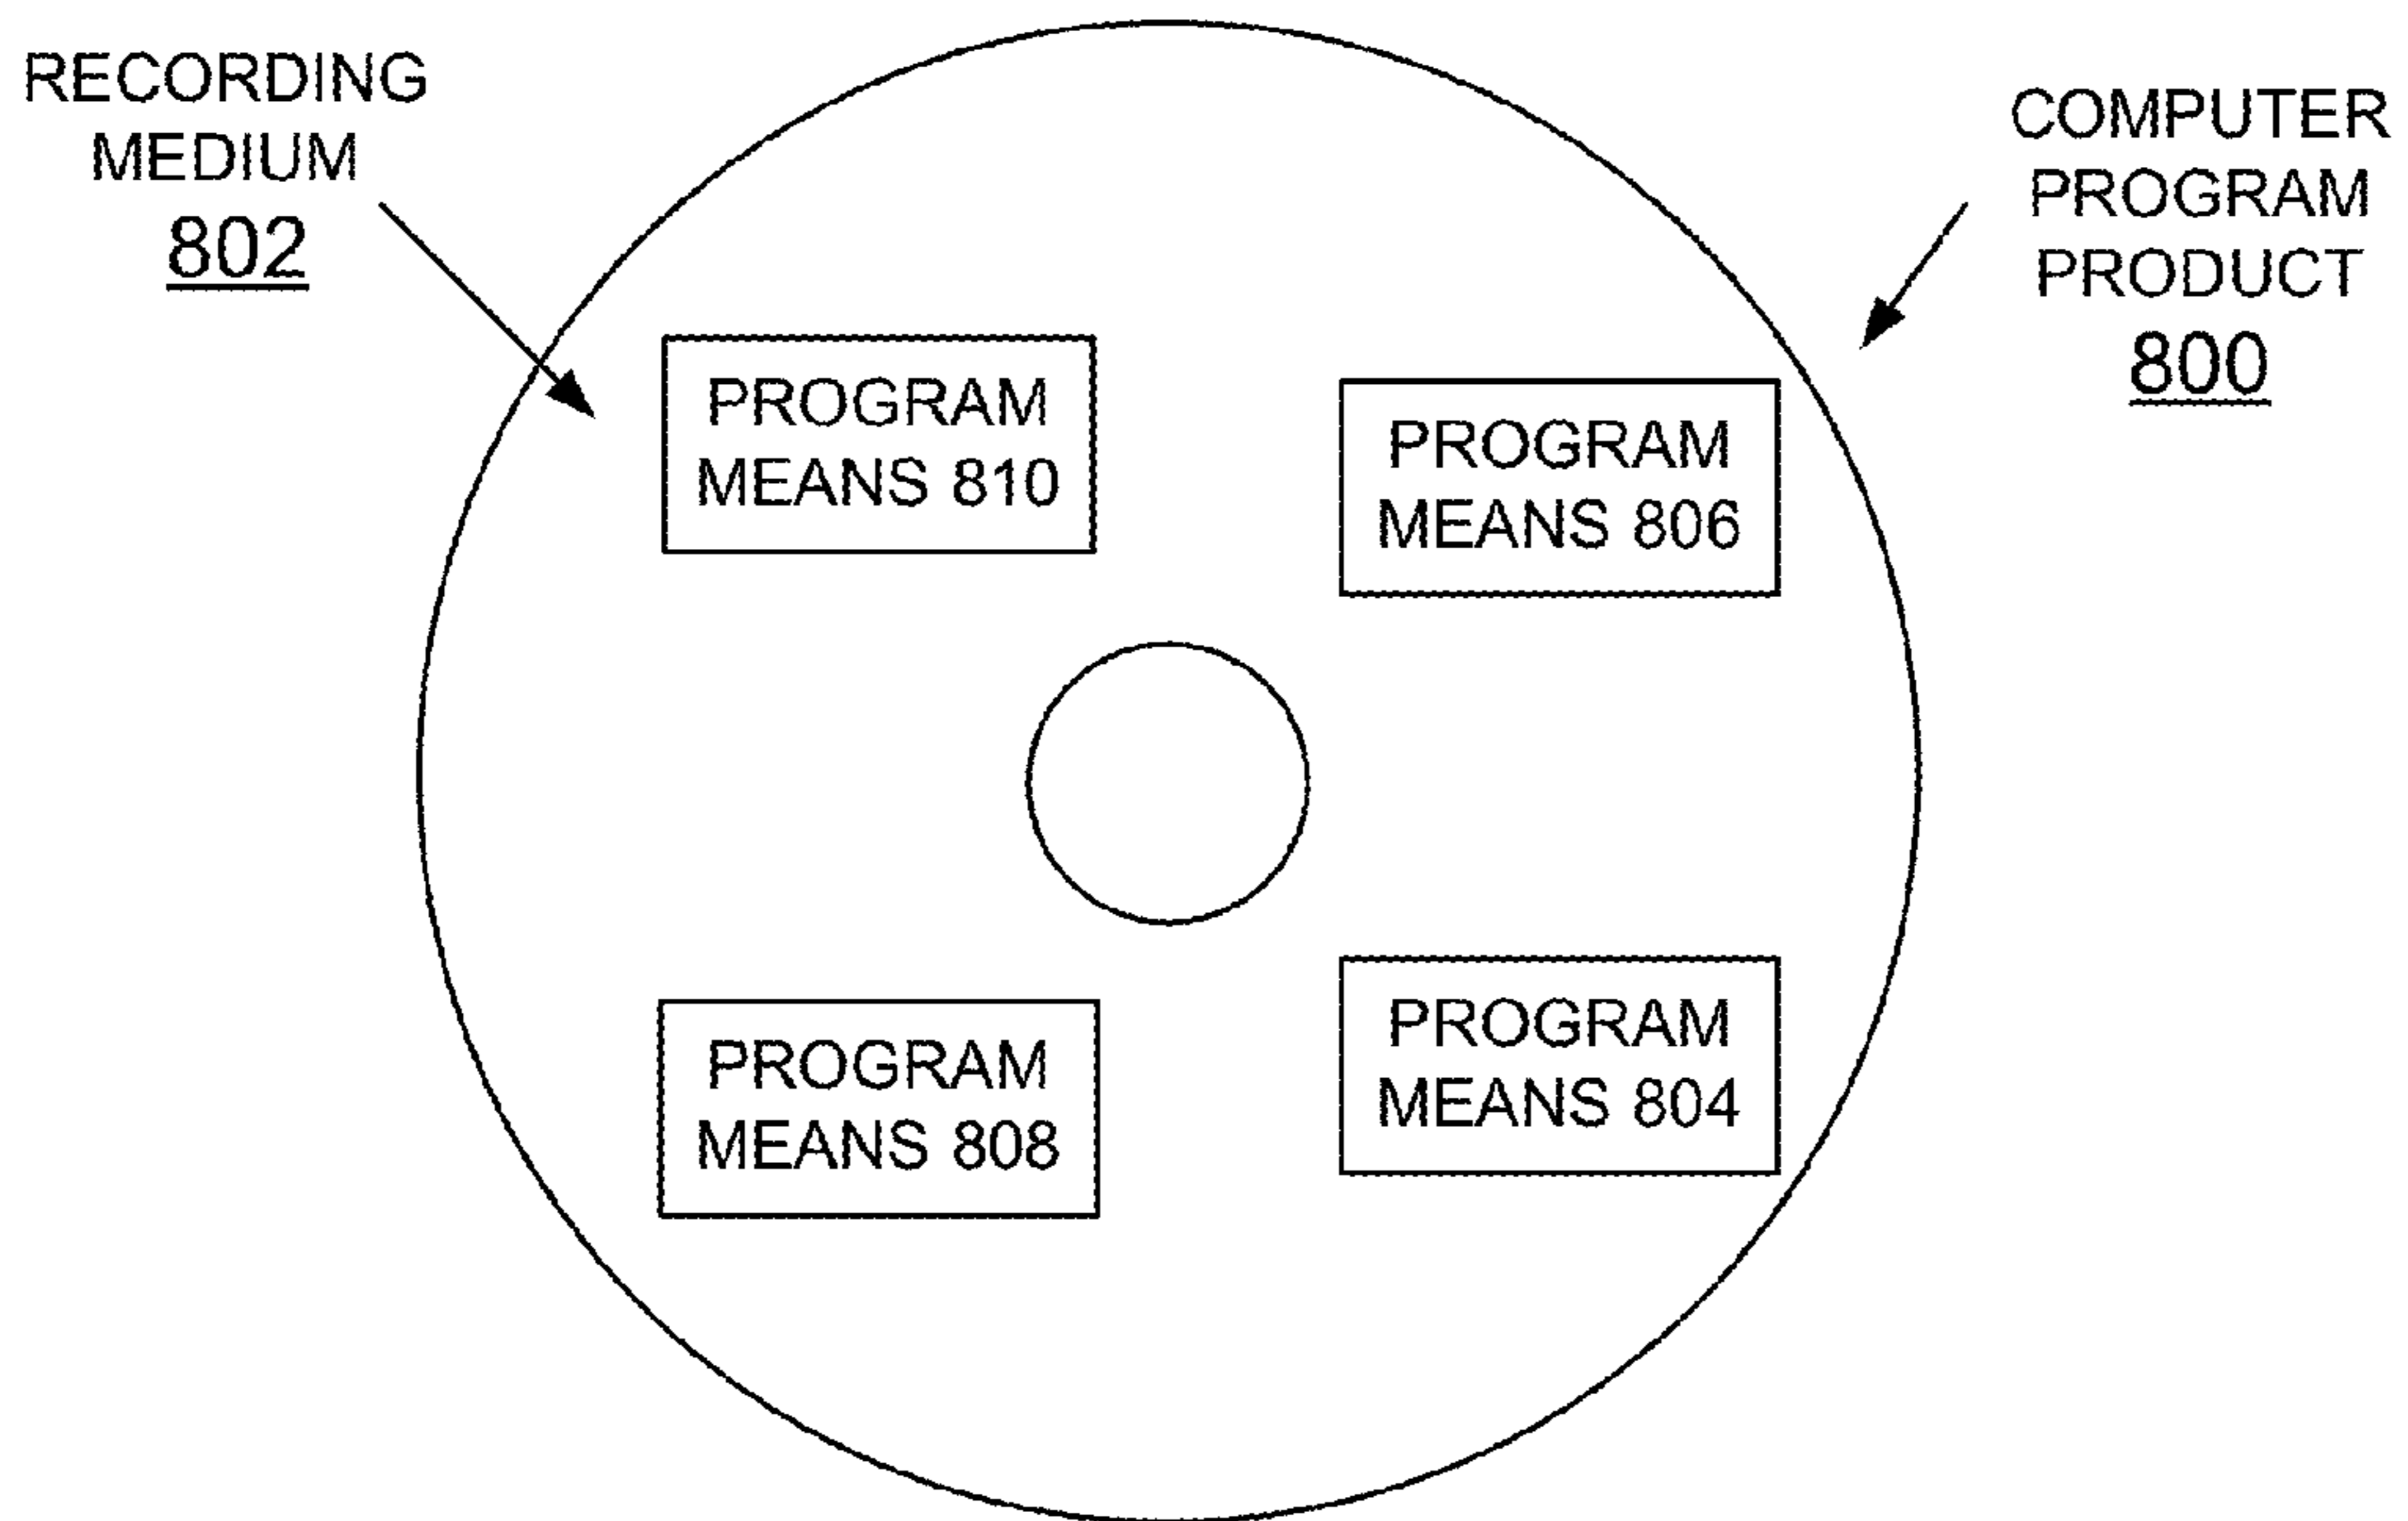 RECORDING
MEDIUM
802
COMPUTER
PROGRAM
PRODUCT
800
PROGRAM
MEANS 810
PROGRAM
MEANS 806
PROGRAM
MEANS 808
PROGRAM
MEANS 804